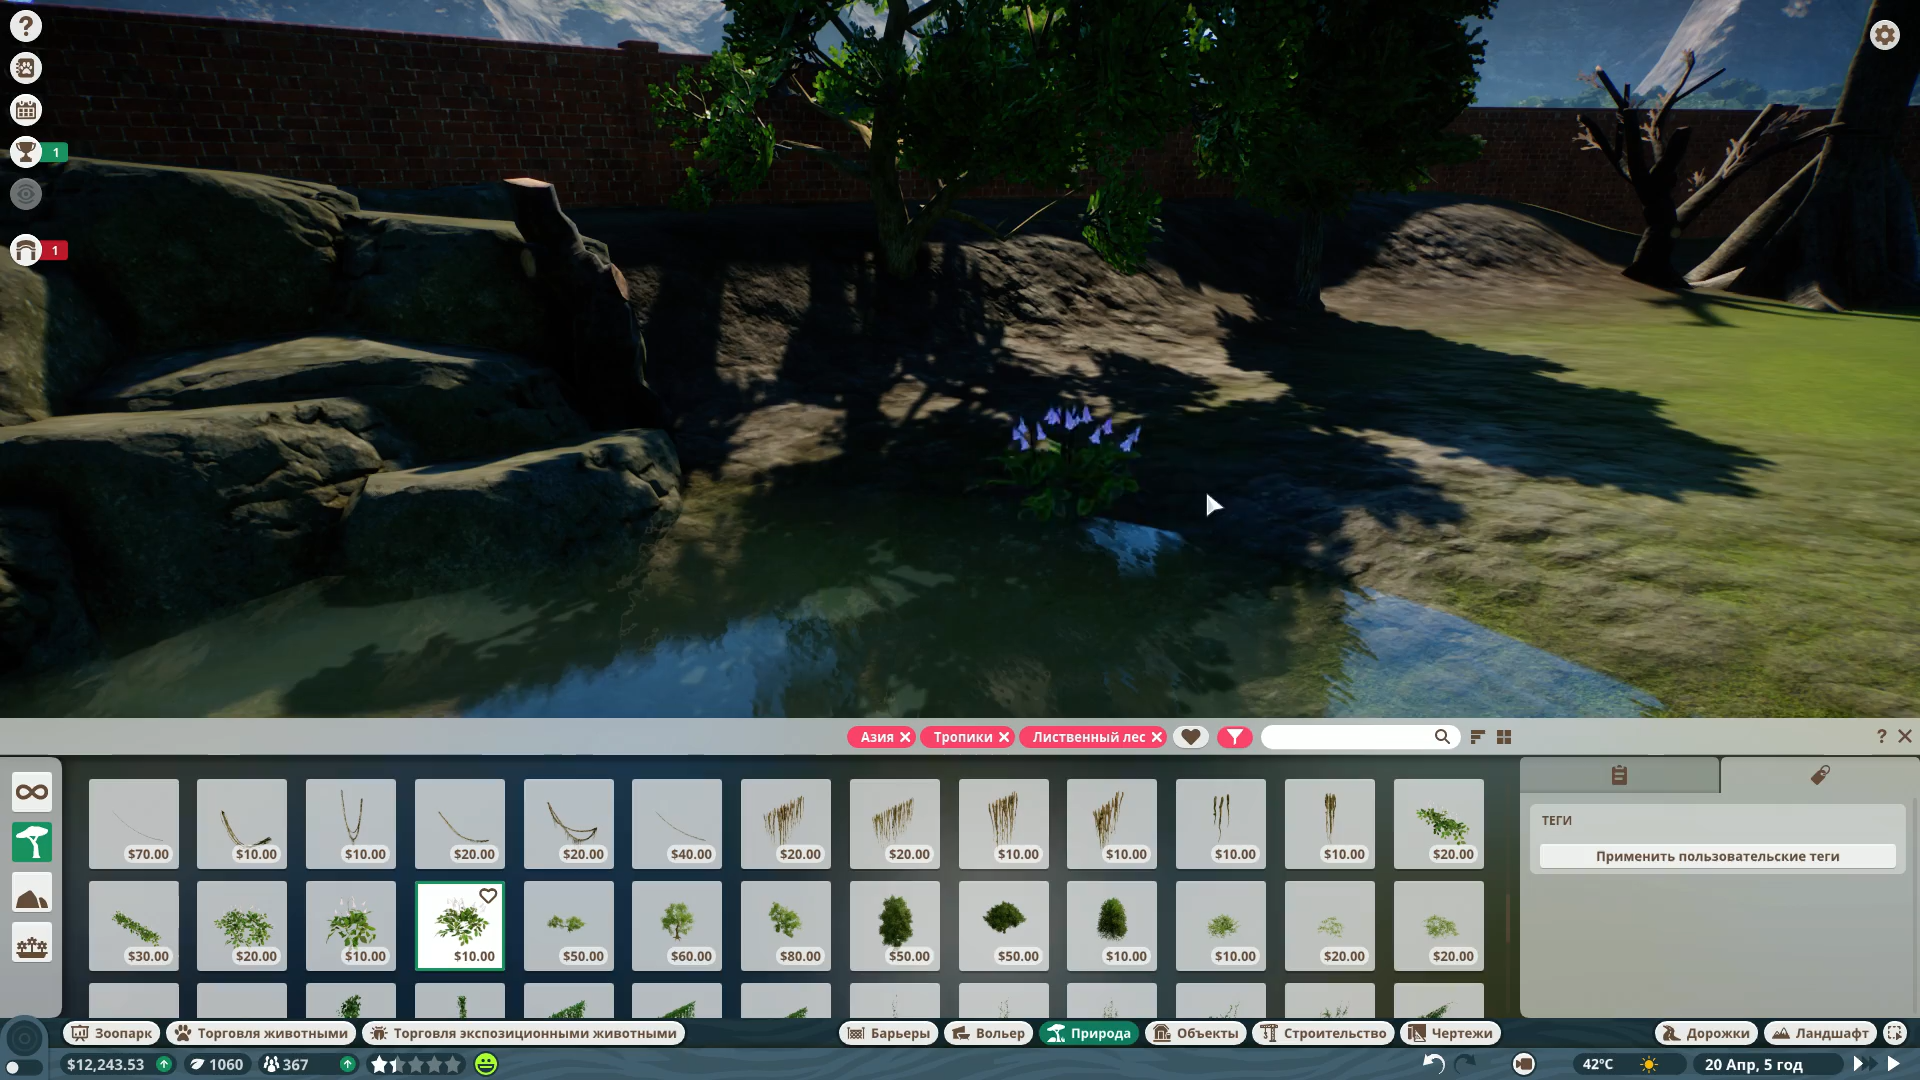 ?
1
1
Азия ✕ Тропики ✕ Лиственный лес ✕
? ✕
$70.00 $10.00 $10.00 $20.00 $20.00 $40.00 $20.00 $20.00 $10.00 $10.00 $10.00 $10.00 $20.00
ТЕГИ
Применить пользовательские теги
$30.00 $20.00 $10.00 $10.00 $50.00 $60.00 $80.00 $50.00 $50.00 $10.00 $10.00 $20.00 $20.00
Зоопарк Торговля животными Торговля экспозиционными животными Барьеры Вольер Природа Объекты Строительство Чертежи Дорожки Ландшафт
$12,243.53 1060 367 42°C 20 Апр, 5 год